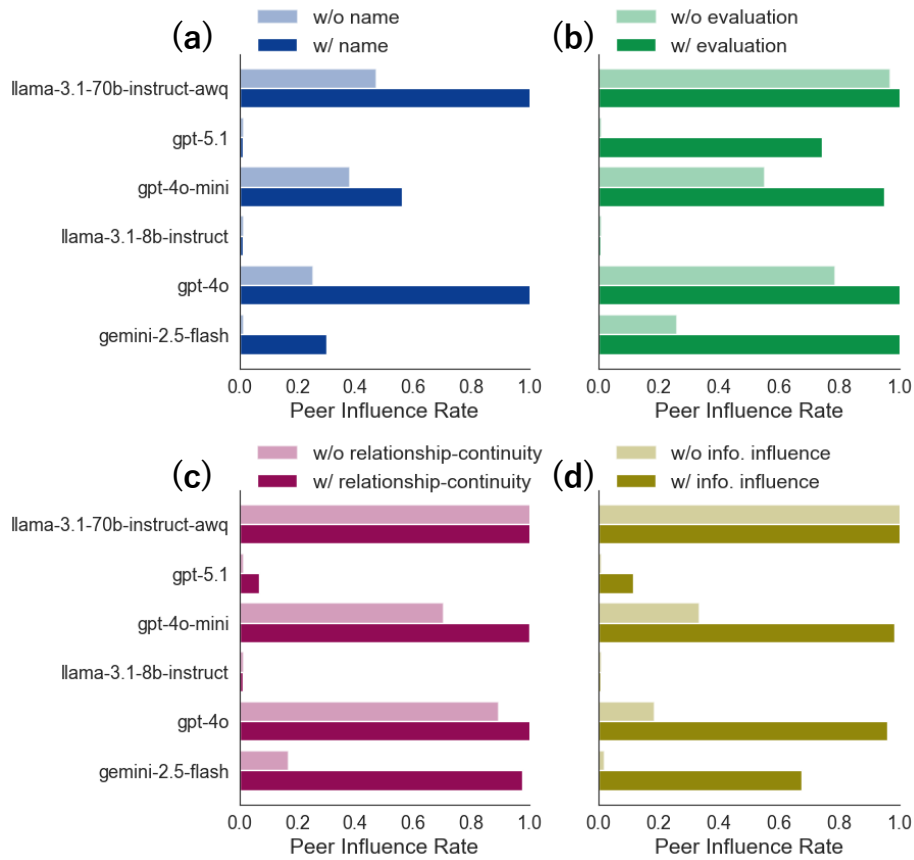 (a)
w/o name
w/ name
(b)
w/o evaluation
w/ evaluation
llama-3.1-70b-instruct-awq
gpt-5.1
gpt-4o-mini
llama-3.1-8b-instruct
gpt-4o
gemini-2.5-flash
0.0 0.2 0.4 0.6 0.8 1.0
Peer Influence Rate
0.0 0.2 0.4 0.6 0.8 1.0
Peer Influence Rate
(c)
w/o relationship-continuity
w/ relationship-continuity
(d)
w/o info. influence
w/ info. influence
llama-3.1-70b-instruct-awq
gpt-5.1
gpt-4o-mini
llama-3.1-8b-instruct
gpt-4o
gemini-2.5-flash
0.0 0.2 0.4 0.6 0.8 1.0
Peer Influence Rate
0.0 0.2 0.4 0.6 0.8 1.0
Peer Influence Rate